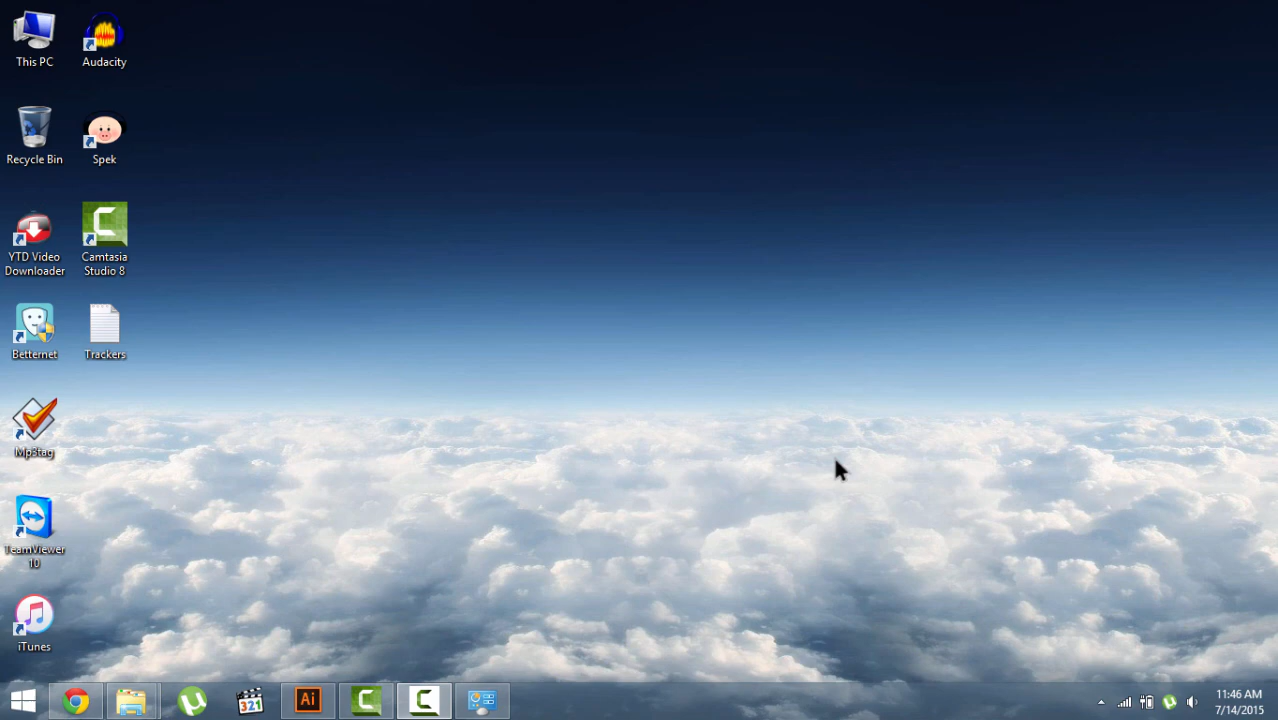 This PC
Audacity
Recycle Bin
Spek
YTD Video
Downloader
Camtasia
Studio 8
Betternet
Trackers
Mp3tag
TeamViewer
10
iTunes
321
Ai
11:46 AM
7/14/2015